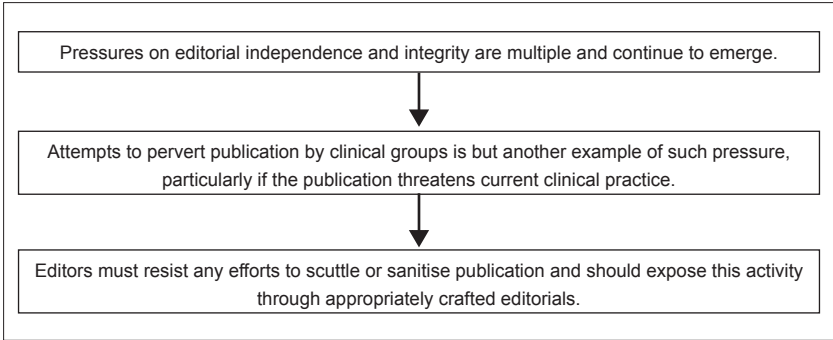 Pressures on editorial independence and integrity are multiple and continue to emerge.
Attempts to pervert publication by clinical groups is but another example of such pressure,
particularly if the publication threatens current clinical practice.
Editors must resist any efforts to scuttle or sanitise publication and should expose this activity
through appropriately crafted editorials.